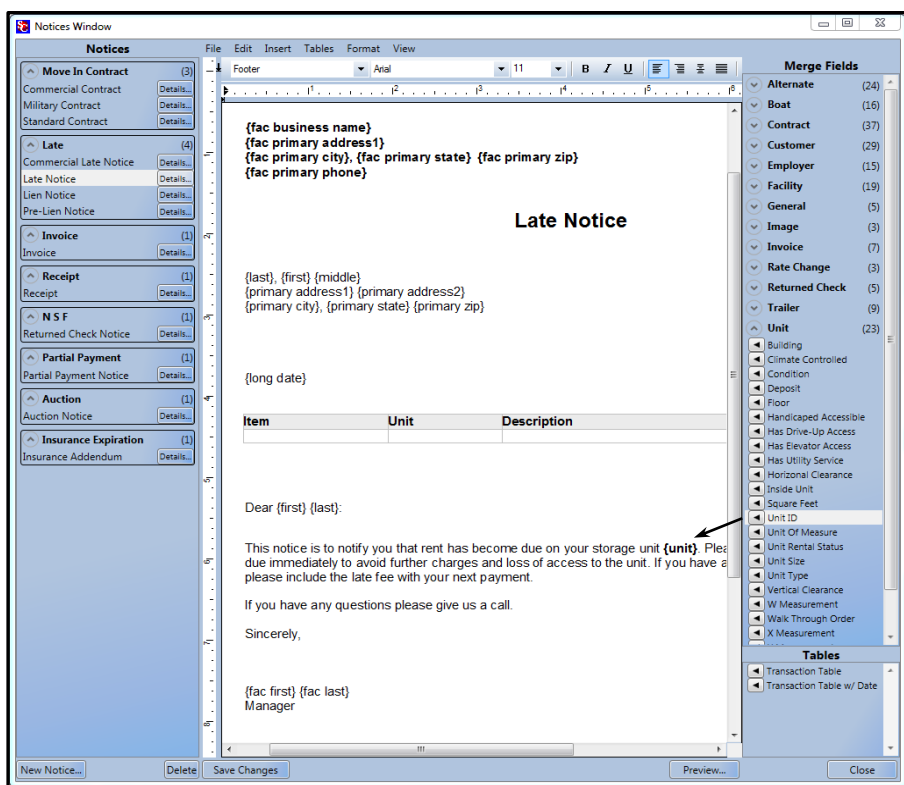 Notices Window
Notices
Move In Contract (3)
Commercial Contract Details...
Military Contract Details...
Standard Contract Details...
Late (4)
Commercial Late Notice Details...
Late Notice Details...
Lien Notice Details...
Pre-Lien Notice Details...
Invoice (1)
Invoice Details...
Receipt (1)
Receipt Details...
N S F (1)
Returned Check Notice Details...
Partial Payment (1)
Partial Payment Notice Details...
Auction (1)
Auction Notice Details...
Insurance Expiration (1)
Insurance Addendum Details...
New Notice... Delete
File Edit Insert Tables Format View
Footer Arial 11 B I U
1 2 3 4 5 6
{fac business name}
{fac primary address1}
{fac primary city}, {fac primary state} {fac primary zip}
{fac primary phone}
Late Notice
{last}, {first} {middle}
{primary address1} {primary address2}
{primary city}, {primary state} {primary zip}
{long date}
Item Unit Description
Dear {first} {last}:
This notice is to notify you that rent has become due on your storage unit {unit}. Plea
due immediately to avoid further charges and loss of access to the unit. If you have a
please include the late fee with your next payment.
If you have any questions please give us a call.
Sincerely,
{fac first} {fac last}
Manager
Save Changes Preview...
Merge Fields
Alternate (24)
Boat (16)
Contract (37)
Customer (29)
Employer (15)
Facility (19)
General (5)
Image (3)
Invoice (7)
Rate Change (3)
Returned Check (5)
Trailer (9)
Unit (23)
Building
Climate Controlled
Condition
Deposit
Floor
Handicaped Accessible
Has Drive-Up Access
Has Elevator Access
Has Utility Service
Horizonal Clearance
Inside Unit
Square Feet
Unit ID
Unit Of Measure
Unit Rental Status
Unit Size
Unit Type
Vertical Clearance
W Measurement
Walk Through Order
X Measurement
Tables
Transaction Table
Transaction Table w/ Date
Close